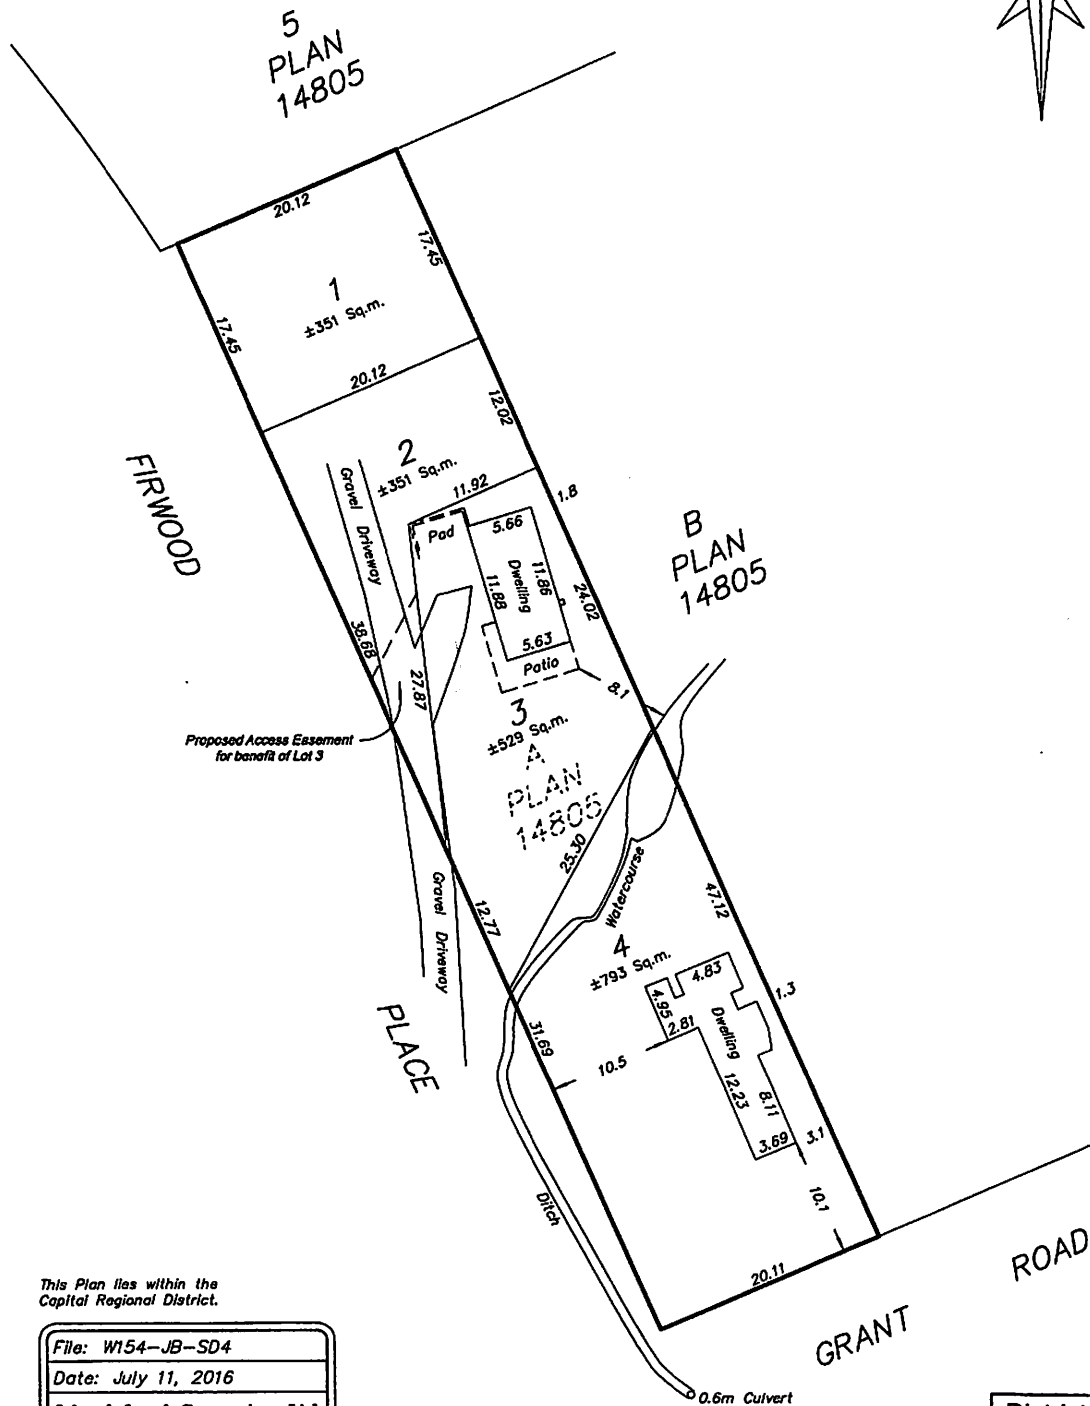 5
PLAN
14805
20.12
17.45
1
±351 Sq.m.
17.45
20.12
12.02
2
±351 Sq.m.
11.92
1.8
FIRWOOD
Gravel Driveway
Pad
5.66
B
PLAN
14805
11.88
Dwelling
11.86
24.02
38.68
5.63
Patio
27.87
8.1
3
±529 Sq.m.
Proposed Access Easement
for benefit of Lot 3
A
PLAN
14805
25.30
Watercourse
47.12
12.77
Gravel Driveway
4
±793 Sq.m.
4.83
4.95
1.3
2.81
Dwelling
PLACE
31.69
10.5
12.23
8.11
3.69
3.1
10.1
Ditch
20.11
ROAD
GRANT
This Plan lies within the
Capital Regional District.
File: W154-JB-SD4
Date: July 11, 2016
0.6m Culvert